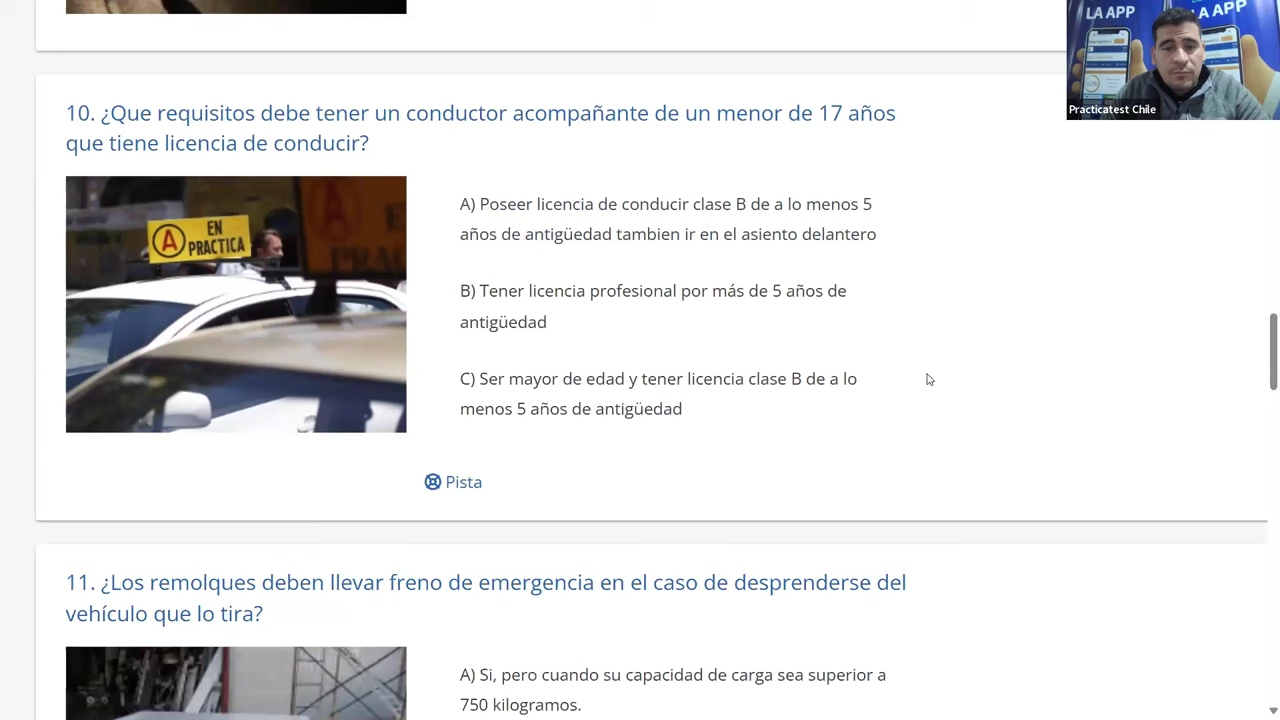 LA APP
LA APP
Practicatest Chile
10. ¿Que requisitos debe tener un conductor acompañante de un menor de 17 años
que tiene licencia de conducir?
A
EN
PRACTICA
A) Poseer licencia de conducir clase B de a lo menos 5
años de antigüedad tambien ir en el asiento delantero
B) Tener licencia profesional por más de 5 años de
antigüedad
C) Ser mayor de edad y tener licencia clase B de a lo
menos 5 años de antigüedad
Pista
11. ¿Los remolques deben llevar freno de emergencia en el caso de desprenderse del
vehículo que lo tira?
A) Si, pero cuando su capacidad de carga sea superior a
750 kilogramos.